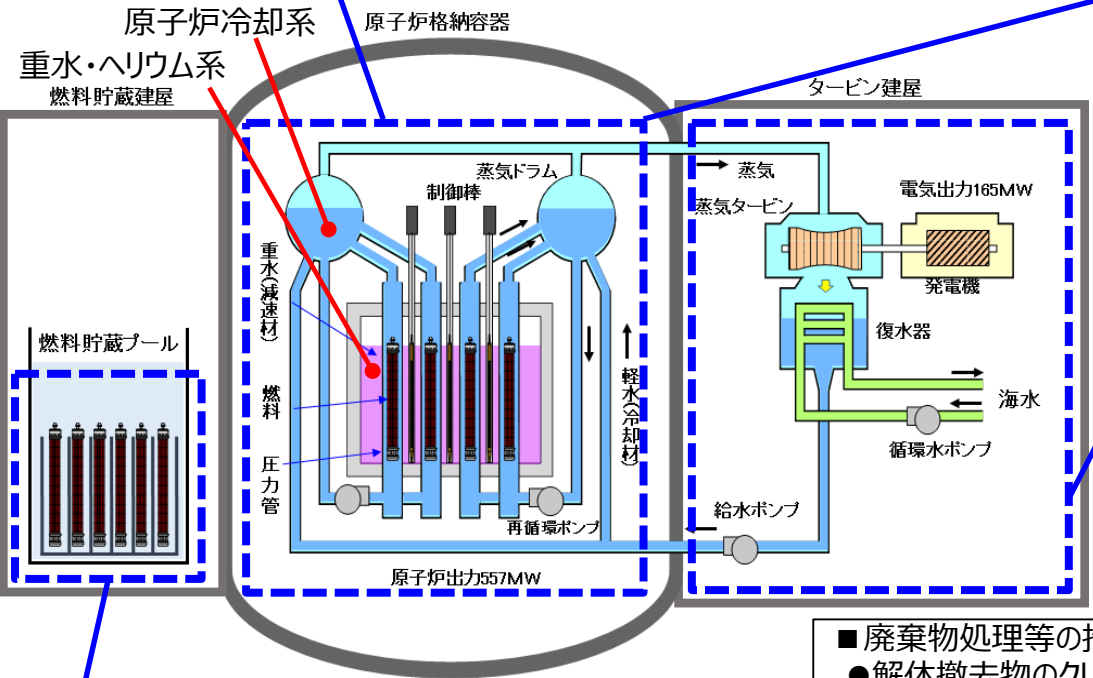 原子炉冷却系
原子炉格納容器
重水・ヘリウム系
燃料貯蔵建屋
タービン建屋
蒸気ドラム
制御棒
蒸気
電気出力165MW
蒸気タービン
発電機
重水(減速材)
復水器
燃料貯蔵プール
燃料
軽水(冷却材)
海水
循環水ポンプ
圧力管
再循環ポンプ
給水ポンプ
原子炉出力557MW
■廃棄物処理等の
●解体撤去物のク